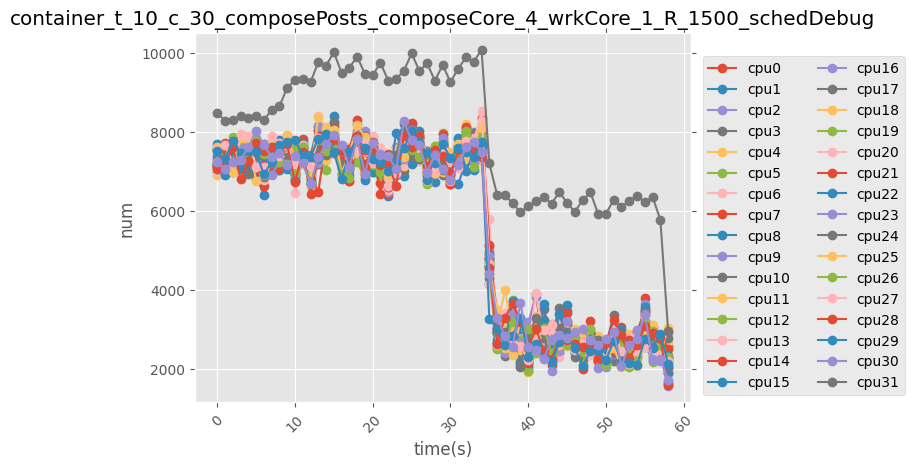 container_t_10_c_30_composePosts_composeCore_4_wrkCore_1_R_1500_schedDebug
10000
8000
6000
4000
2000
num
0
10
20
30
40
50
60
time(s)
cpu0
cpu1
cpu2
cpu3
cpu4
cpu5
cpu6
cpu7
cpu8
cpu9
cpu10
cpu11
cpu12
cpu13
cpu14
cpu15
cpu16
cpu17
cpu18
cpu19
cpu20
cpu21
cpu22
cpu23
cpu24
cpu25
cpu26
cpu27
cpu28
cpu29
cpu30
cpu31